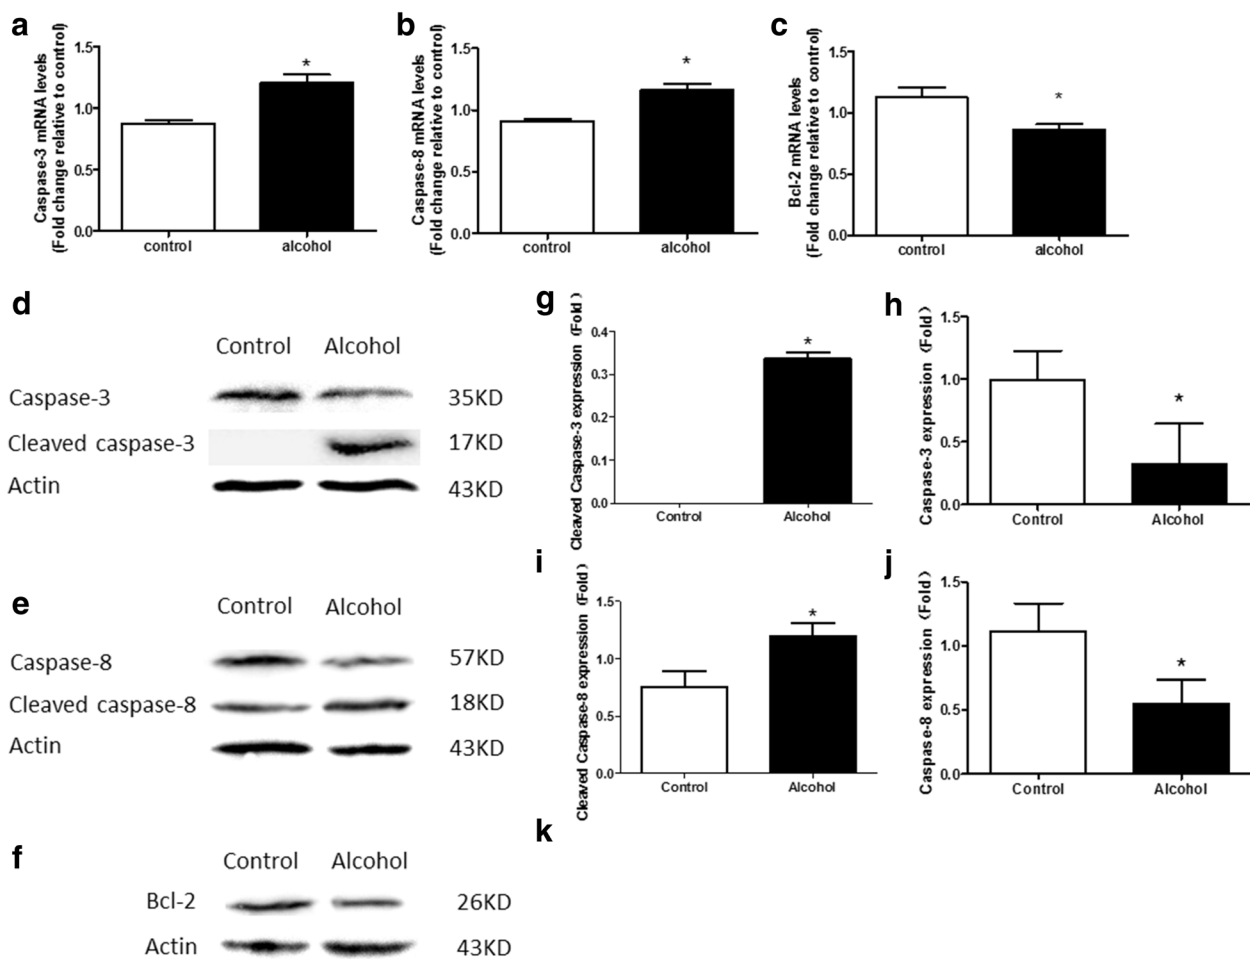 a
Caspase-3 mRNA levels
(Fold change relative to control)
1.5
1.0
0.5
0.0
*
control
alcohol
b
Caspase-8 mRNA levels
(Fold change relative to control)
1.5
1.0
0.5
0.0
*
control
alcohol
c
Bcl-2 mRNA levels
(Fold change relative to control)
1.5
1.0
0.5
0.0
*
control
alcohol
d
Control Alcohol
Caspase-3 35KD
Cleaved caspase-3 17KD
Actin 43KD
g
Cleaved Caspase-3 expression (Fold)
0.4
0.3
0.2
0.1
0.0
*
Control
Alcohol
h
Caspase-3 expression (Fold)
1.5
1.0
0.5
0.0
*
Control
Alcohol
e
Control Alcohol
Caspase-8 57KD
Cleaved caspase-8 18KD
Actin 43KD
i
Cleaved Caspase-8 expression (Fold)
1.5
1.0
0.5
0.0
*
Control
Alcohol
j
Caspase-8 expression (Fold)
1.5
1.0
0.5
0.0
*
Control
Alcohol
f
Control Alcohol
Bcl-2 26KD
Actin 43KD
k